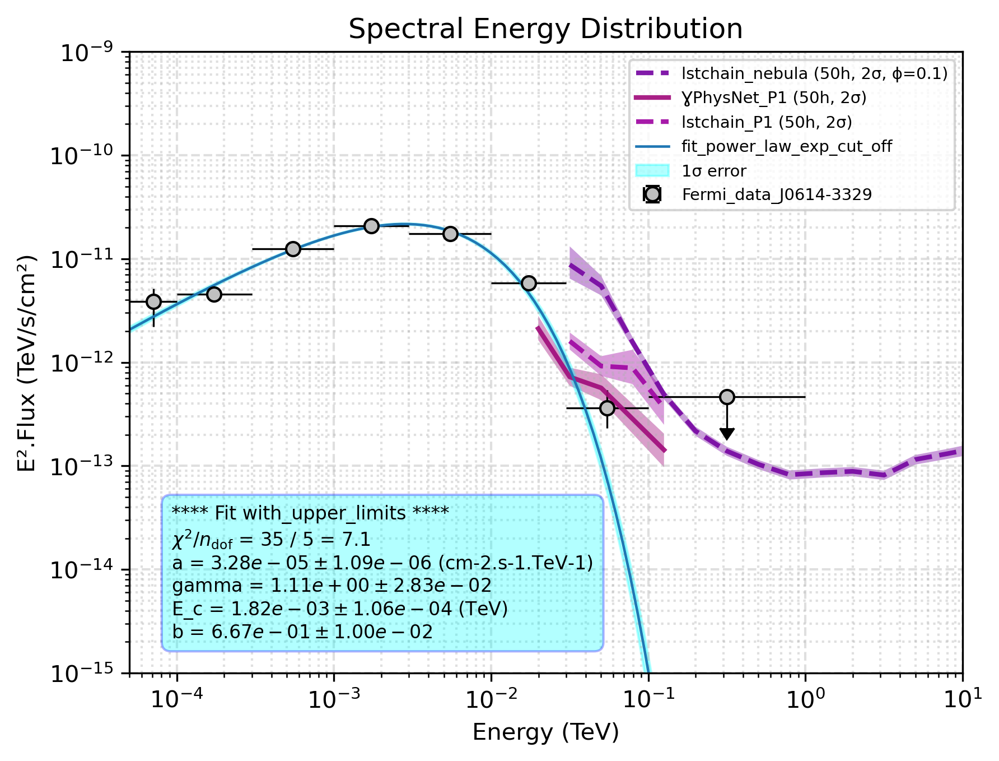 Spectral Energy Distribution
E².Flux (TeV/s/cm²)
10⁻⁹
10⁻¹⁰
10⁻¹¹
10⁻¹²
10⁻¹³
10⁻¹⁴
10⁻¹⁵
lstchain_nebula (50h, 2σ, ϕ=0.1)
ɣPhysNet_P1 (50h, 2σ)
lstchain_P1 (50h, 2σ)
fit_power_law_exp_cut_off
1σ error
Fermi_data_J0614-3329
**** Fit with_upper_limits ****
χ²/n_dof = 35 / 5 = 7.1
a = 3.28e − 05 ± 1.09e − 06 (cm-2.s-1.TeV-1)
gamma = 1.11e + 00 ± 2.83e − 02
E_c = 1.82e − 03 ± 1.06e − 04 (TeV)
b = 6.67e − 01 ± 1.00e − 02
10⁻⁴ 10⁻³ 10⁻² 10⁻¹ 10⁰ 10¹
Energy (TeV)